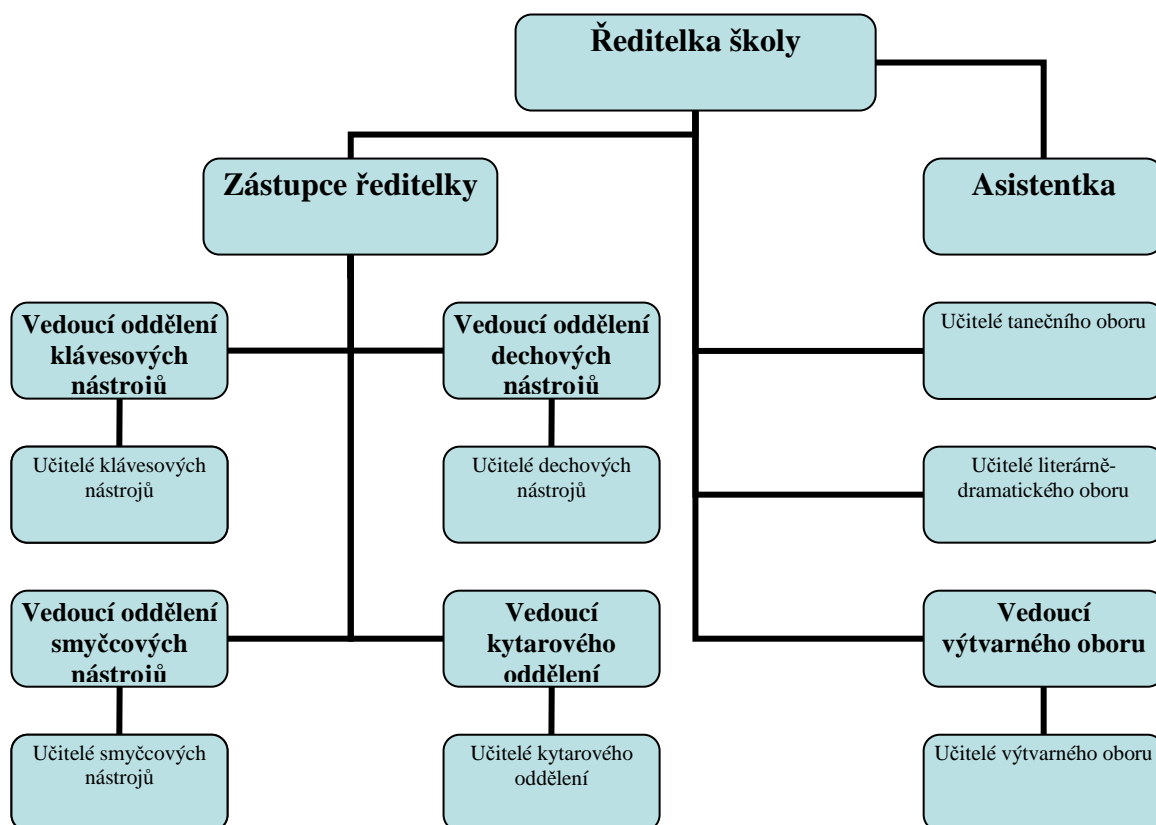 Ředitelka školy
Zástupce ředitelky
Asistentka
Vedoucí oddělení
klávesových
nástrojů
Vedoucí oddělení
dechových
nástrojů
Učitelé tanečního oboru
Učitelé klávesových
nástrojů
Učitelé dechových
nástrojů
Učitelé literárně-
dramatického oboru
Vedoucí oddělení
smyčcových
nástrojů
Vedoucí
kytarového
oddělení
Vedoucí
výtvarného oboru
Učitelé smyčcových
nástrojů
Učitelé kytarového
oddělení
Učitelé výtvarného oboru